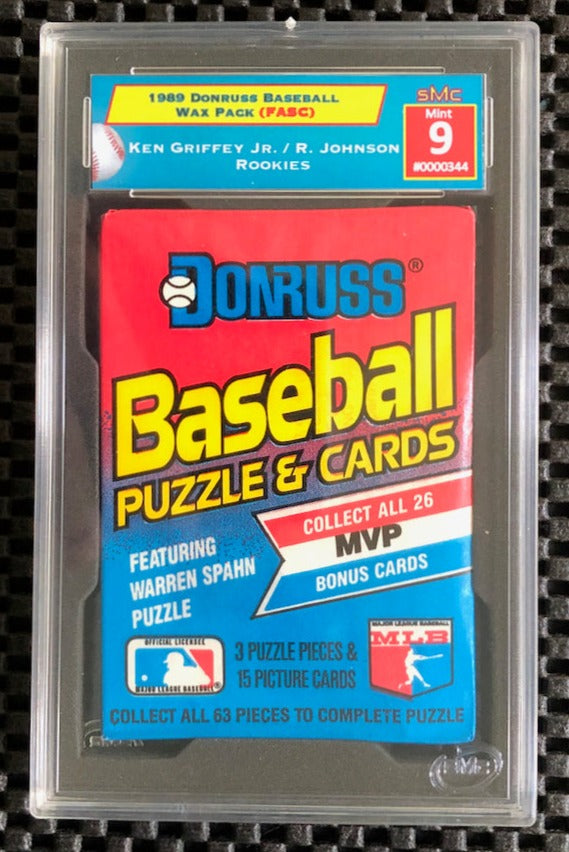 1989 Donruss Baseball
Wax Pack (FASC)
Ken Griffey Jr. / R. Johnson
Rookies
SMC
Mint
9
#0000344
DONRUSS®
Baseball
PUZZLE & CARDS
COLLECT ALL 26
MVP
BONUS CARDS
FEATURING
WARREN SPAHN
PUZZLE
OFFICIAL LICENSEE
MAJOR LEAGUE BASEBALL
3 PUZZLE PIECES &
15 PICTURE CARDS
MAJOR LEAGUE BASEBALL
MLB
COLLECT ALL 63 PIECES TO COMPLETE PUZZLE
SMC